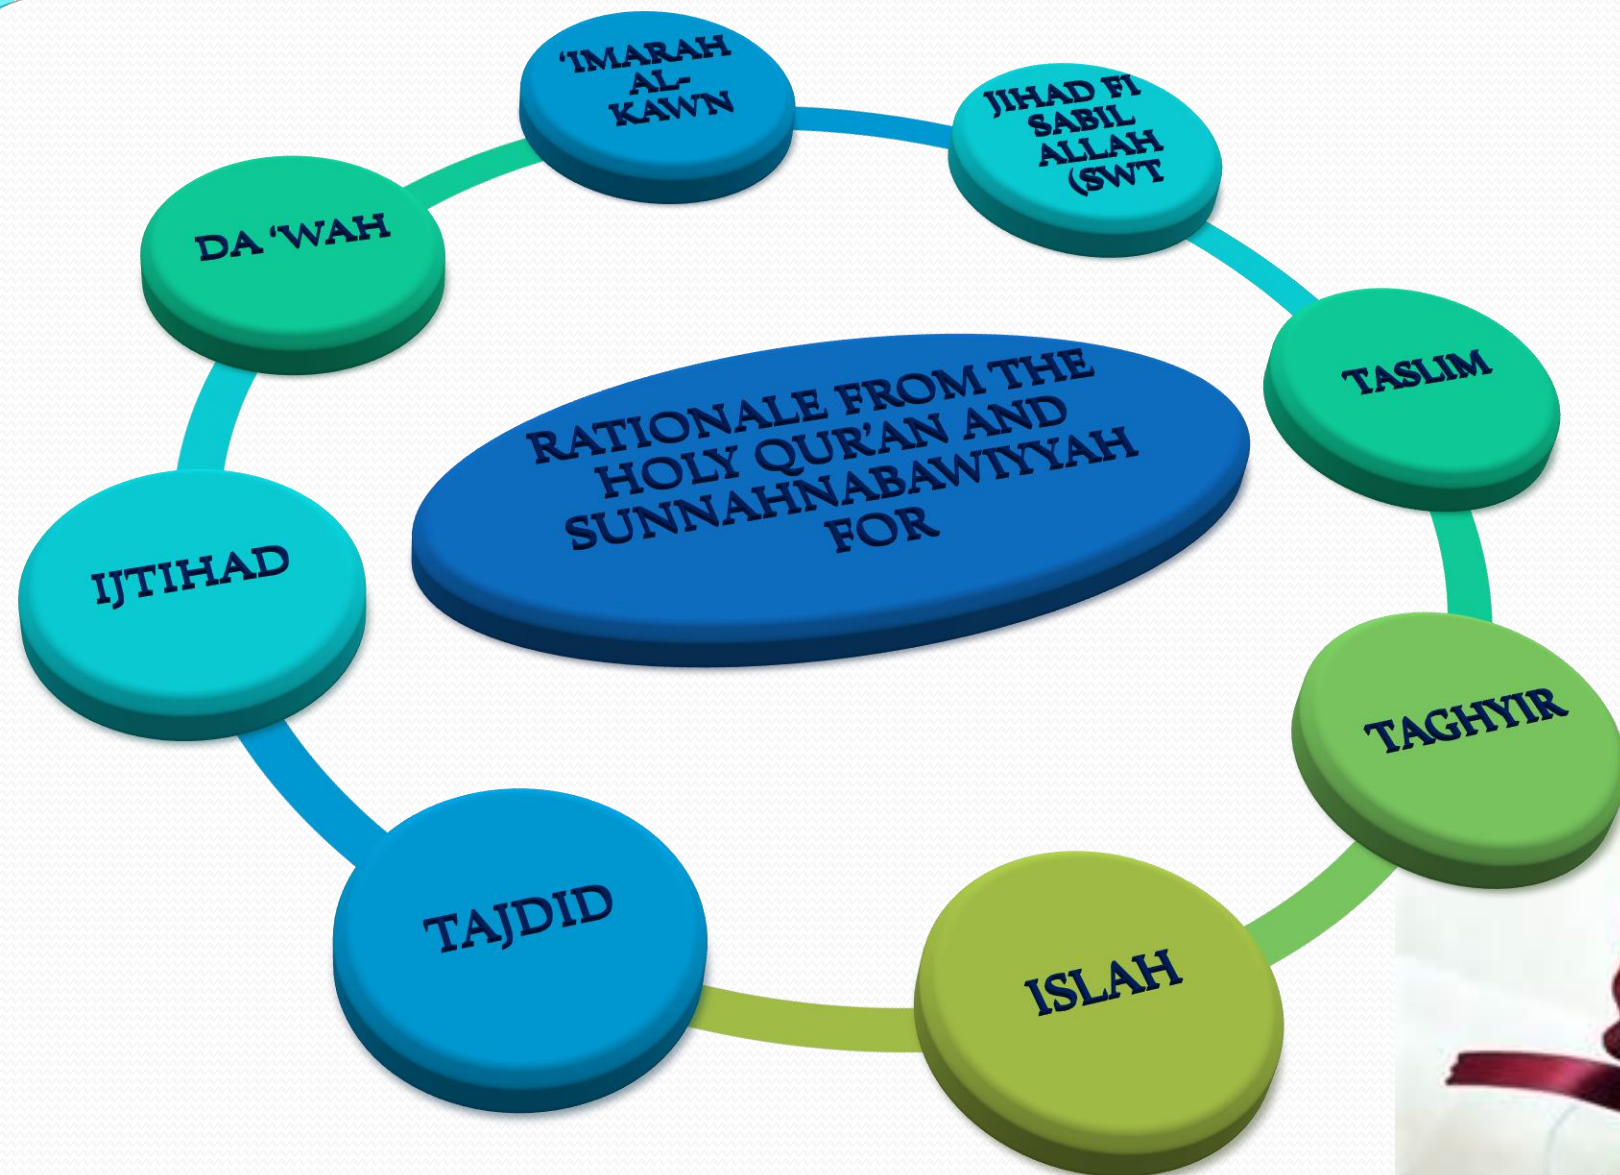 'IMARAH
AL-
KAWN
JIHAD FI
SABIL
ALLAH
(SWT
TASLIM
TAGHYIR
ISLAH
TAJDID
IJTIHAD
DA 'WAH
RATIONALE FROM THE
HOLY QUR'AN AND
SUNNAHNABAWIYYAH
FOR